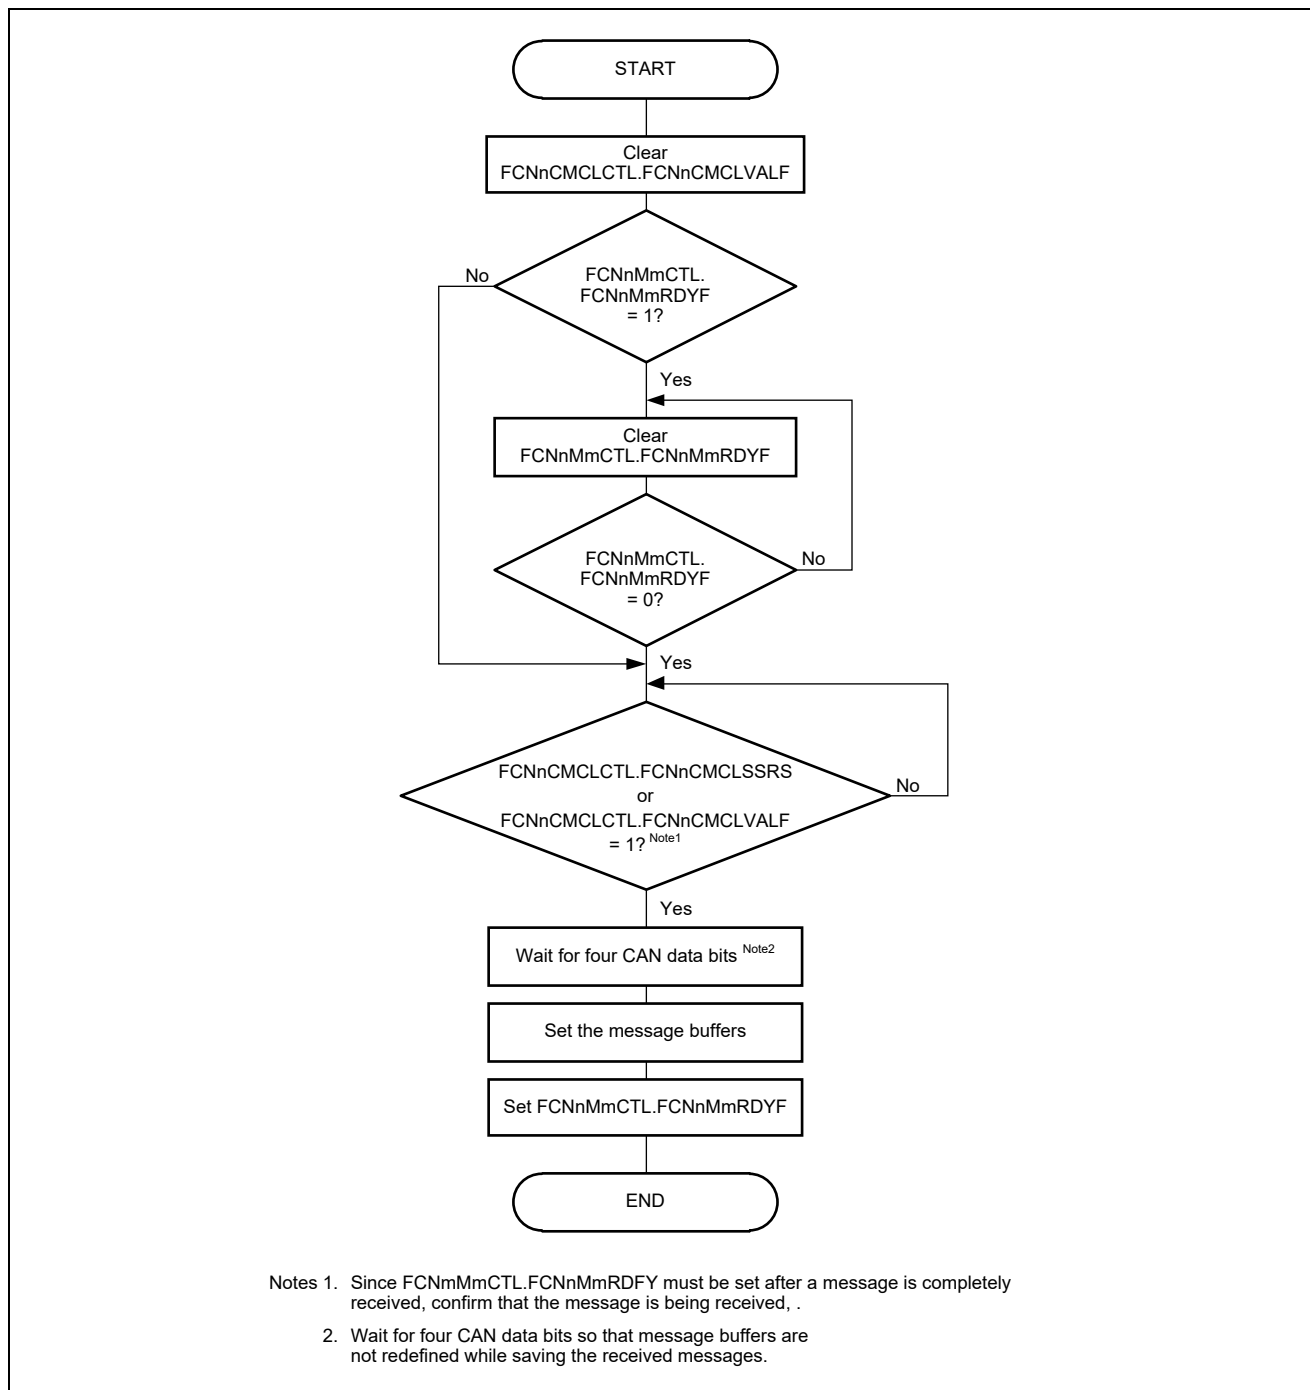 START
Clear
FCNnCMCLCTL.FCNnCMCLVALF
No
FCNnMmCTL.
FCNnMmRDYF
= 1?
Yes
Clear
FCNnMmCTL.FCNnMmRDYF
FCNnMmCTL.
FCNnMmRDYF
= 0?
No
Yes
FCNnCMCLCTL.FCNnCMCLSSRS
or
FCNnCMCLCTL.FCNnCMCLVALF
= 1? Note1
No
Yes
Wait for four CAN data bits Note2
Set the message buffers
Set FCNnMmCTL.FCNnMmRDYF
END
Notes 1. Since FCNmMmCTL.FCNnMmRDFY must be set after a message is completely
received, confirm that the message is being received, .
2. Wait for four CAN data bits so that message buffers are
not redefined while saving the received messages.